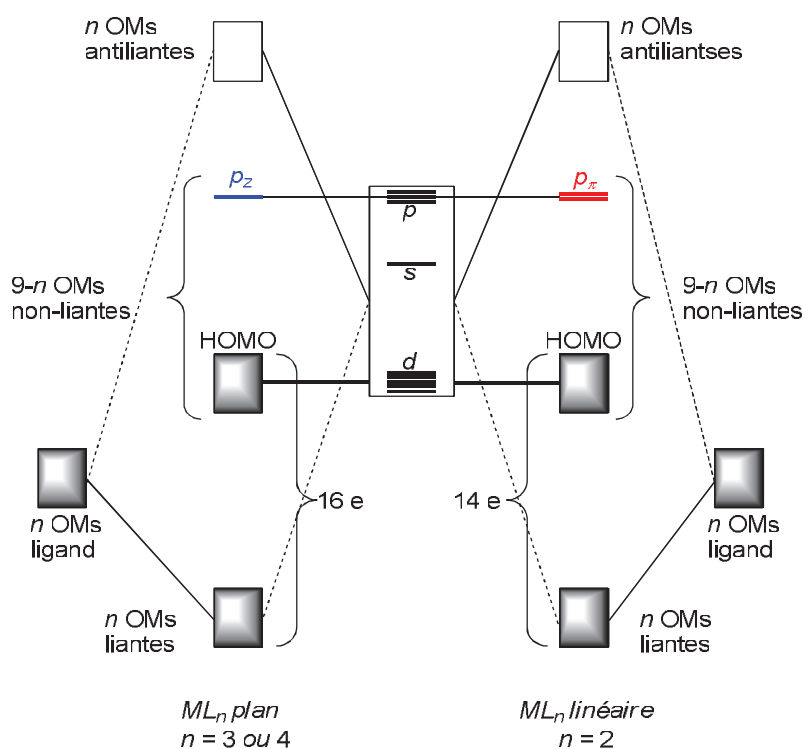 n OMs
antiliantes
n OMs
antiliantses
p_z
p
p_π
s
9-n OMs
non-liantes
9-n OMs
non-liantes
HOMO
d
HOMO
16 e
14 e
n OMs
ligand
n OMs
ligand
n OMs
liantes
n OMs
liantes
ML_n plan
n = 3 ou 4
ML_n linéaire
n = 2